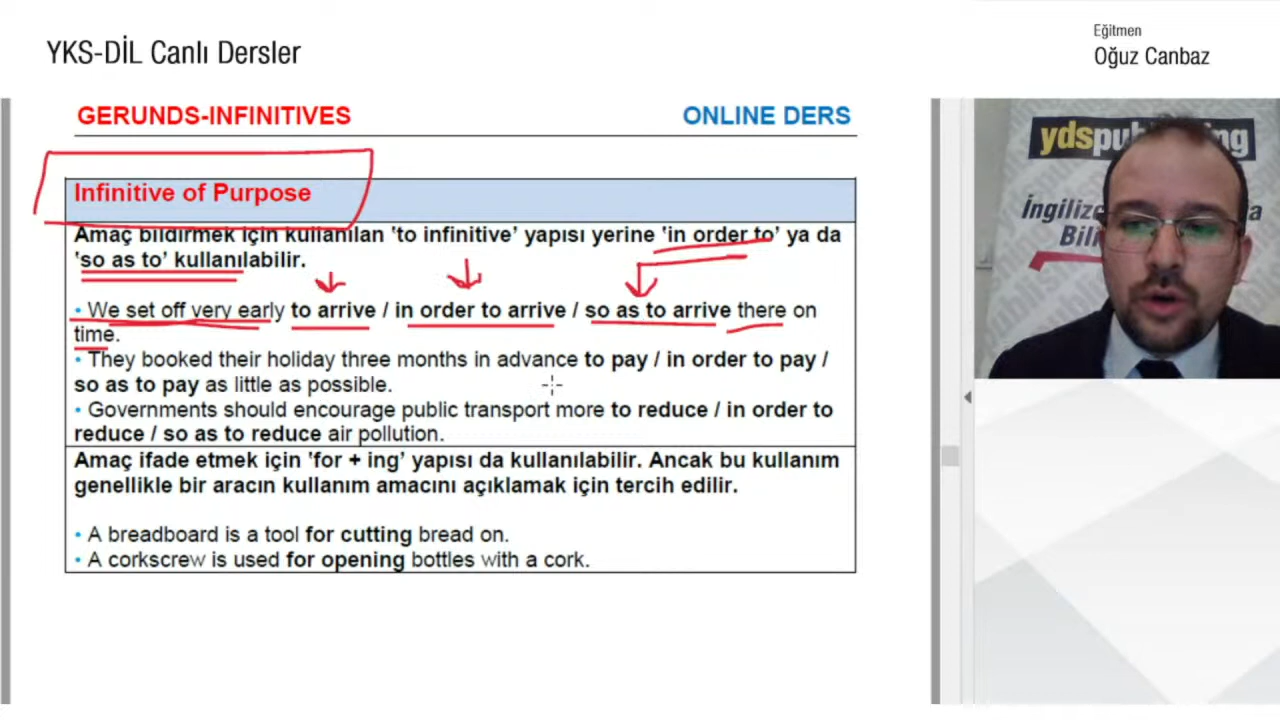 YKS-DİL Canlı Dersler
Eğitmen
Oğuz Canbaz
GERUNDS-INFINITIVES
ONLINE DERS
Infinitive of Purpose
Amaç bildirmek için kullanılan 'to infinitive' yapısı yerine 'in order to' ya da
'so as to' kullanılabilir.
• We set off very early to arrive / in order to arrive / so as to arrive there on
time.
• They booked their holiday three months in advance to pay / in order to pay /
so as to pay as little as possible.
• Governments should encourage public transport more to reduce / in order to
reduce / so as to reduce air pollution.
Amaç ifade etmek için 'for + ing' yapısı da kullanılabilir. Ancak bu kullanım
genellikle bir aracın kullanım amacını açıklamak için tercih edilir.
• A breadboard is a tool for cutting bread on.
• A corkscrew is used for opening bottles with a cork.